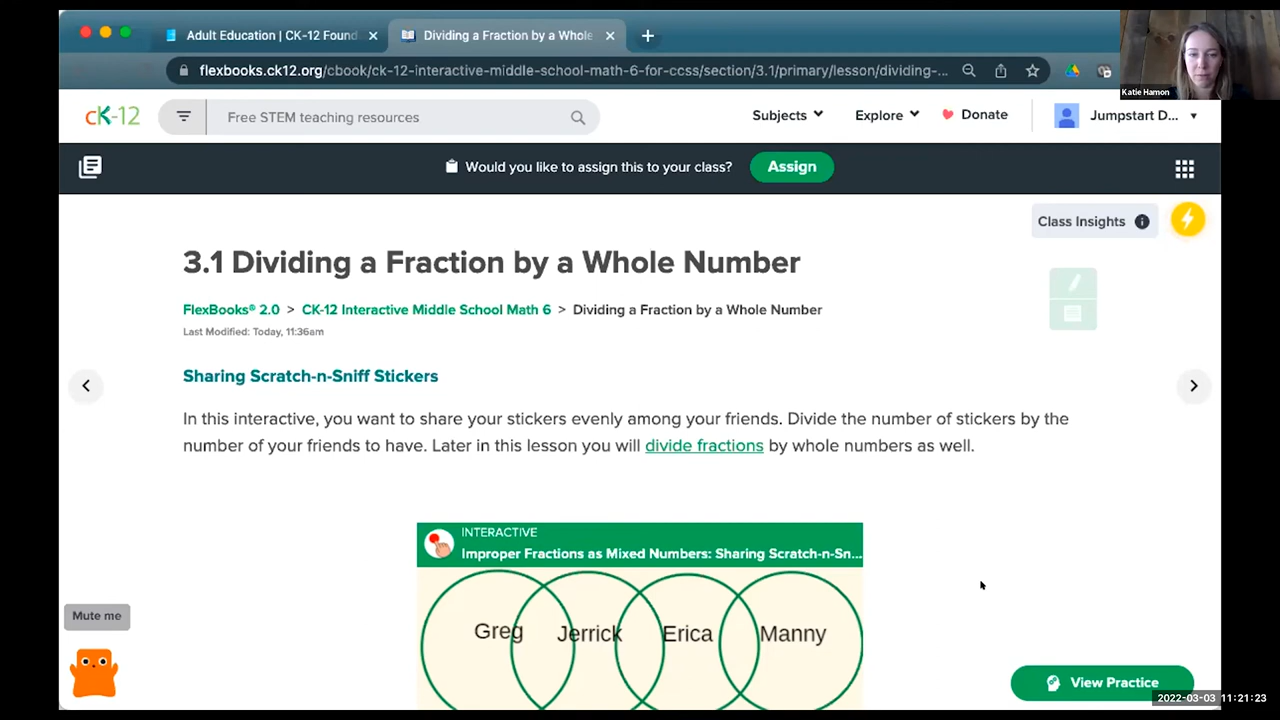 Adult Education | CK-12 Found
Dividing a Fraction by a Whole
flexbooks.ck12.org/cbook/ck-12-interactive-middle-school-math-6-for-ccss/section/3.1/primary/lesson/dividing-...
Katie Hamon
cK-12
Free STEM teaching resources
Subjects
Explore
Donate
Jumpstart D...
Would you like to assign this to your class?
Assign
Class Insights
3.1 Dividing a Fraction by a Whole Number
FlexBooks® 2.0 > CK-12 Interactive Middle School Math 6 > Dividing a Fraction by a Whole Number
Last Modified: Today, 11:36am
Sharing Scratch-n-Sniff Stickers
In this interactive, you want to share your stickers evenly among your friends. Divide the number of stickers by the
number of your friends to have. Later in this lesson you will divide fractions by whole numbers as well.
INTERACTIVE
Improper Fractions as Mixed Numbers: Sharing Scratch-n-Sn...
Greg
Jerrick
Erica
Manny
Mute me
View Practice
2022-03-03 11:21:23